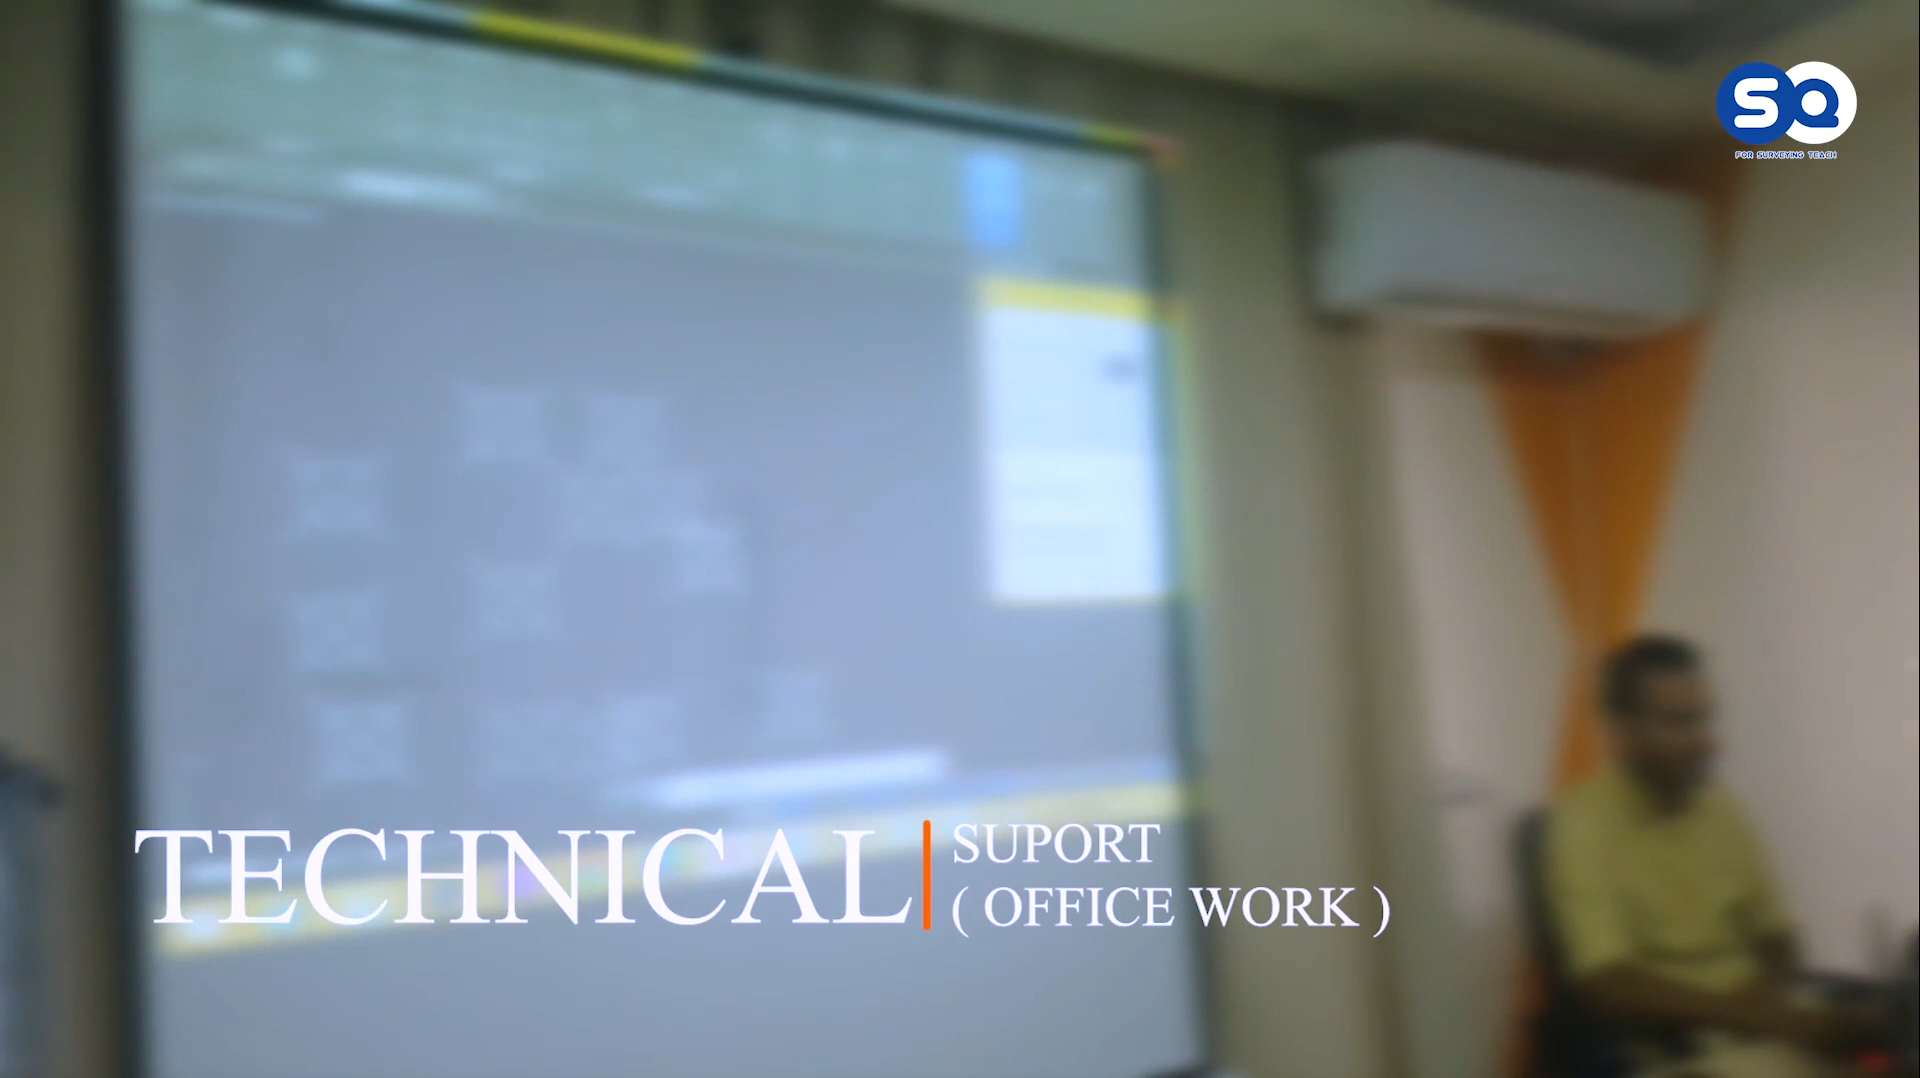 SQ
FOR SURVEYING TEACH
TECHNICAL
SUPORT
( OFFICE WORK )